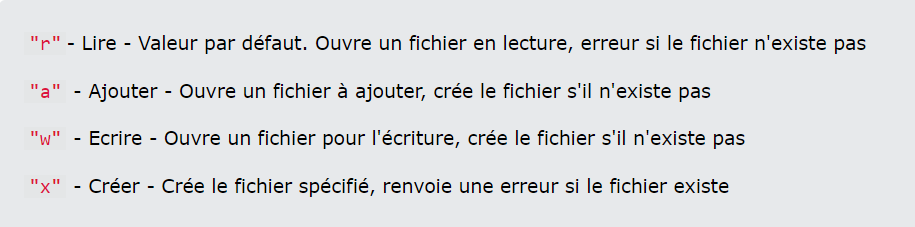 "r" - Lire - Valeur par défaut. Ouvre un fichier en lecture, erreur si le fichier n'existe pas
"a" - Ajouter - Ouvre un fichier à ajouter, crée le fichier s'il n'existe pas
"w" - Ecrire - Ouvre un fichier pour l'écriture, crée le fichier s'il n'existe pas
"x" - Créer - Crée le fichier spécifié, renvoie une erreur si le fichier existe